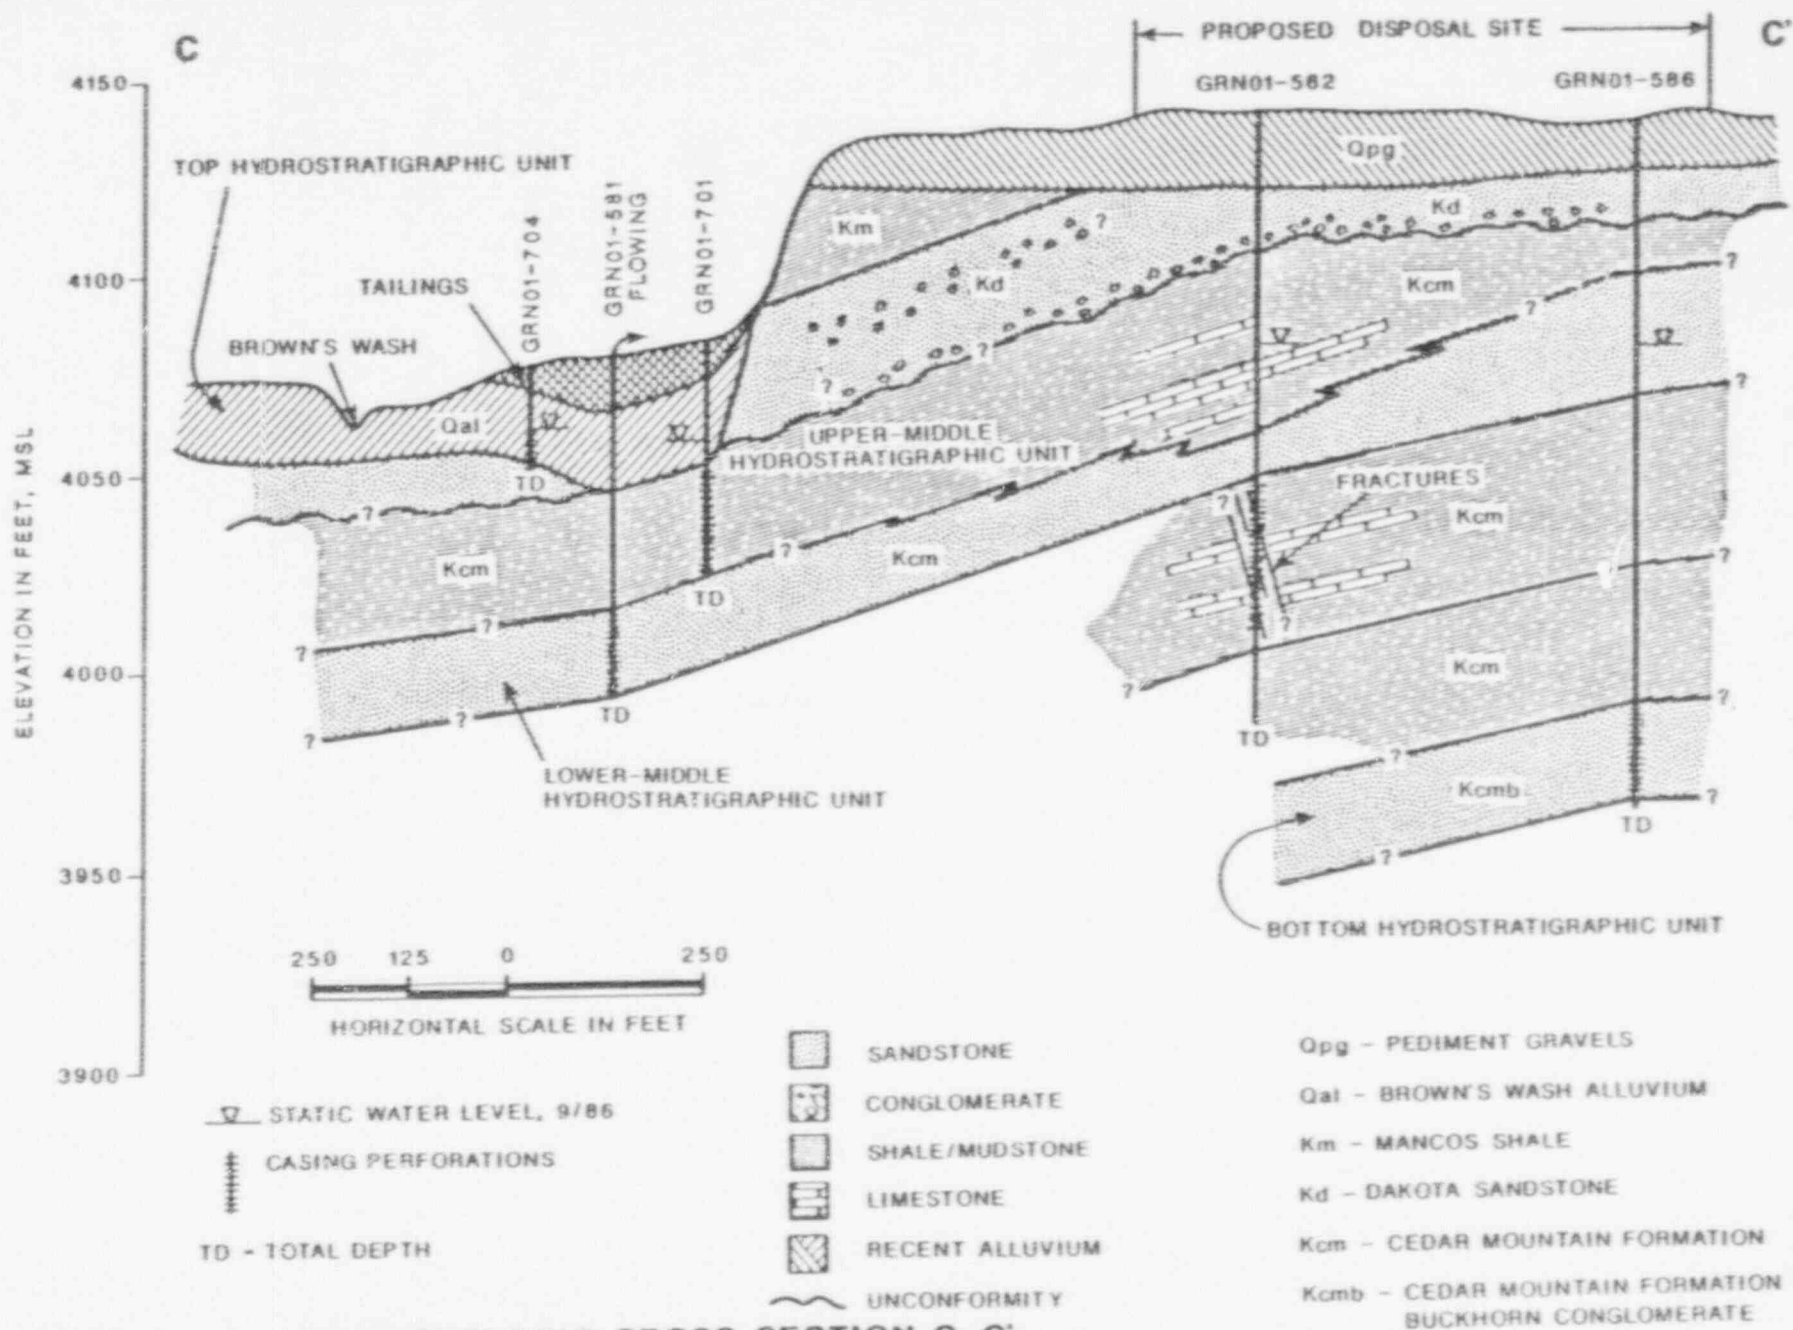 C
PROPOSED DISPOSAL SITE
C'
GRN01-562
GRN01-586
4150
4100
4050
4000
3950
3900
ELEVATION IN FEET, MSL
TOP HYDROSTRATIGRAPHIC UNIT
TAILINGS
BROWN'S WASH
GRN01-704
GRN01-581
FLOWING
GRN01-701
Qpg
Km
?
Kd
Kd
Kcm
?
?
?
?
?
Qal
UPPER-MIDDLE
HYDROSTRATIGRAPHIC UNIT
TD
?
FRACTURES
?
Kcm
Kcm
?
Kcm
?
TD
TD
?
?
?
Kcm
?
?
?
?
TD
TD
?
Kcmb
?
TD
?
LOWER-MIDDLE
HYDROSTRATIGRAPHIC UNIT
BOTTOM HYDROSTRATIGRAPHIC UNIT
250 125 0 250
HORIZONTAL SCALE IN FEET
STATIC WATER LEVEL, 9/86
CASING PERFORATIONS
TD - TOTAL DEPTH
SANDSTONE
CONGLOMERATE
SHALE/MUDSTONE
LIMESTONE
RECENT ALLUVIUM
UNCONFORMITY
Qpg - PEDIMENT GRAVELS
Qal - BROWN'S WASH ALLUVIUM
Km - MANCOS SHALE
Kd - DAKOTA SANDSTONE
Kcm - CEDAR MOUNTAIN FORMATION
Kcmb - CEDAR MOUNTAIN FORMATION
BUCKHORN CONGLOMERATE
CROSS SECTION C-C'